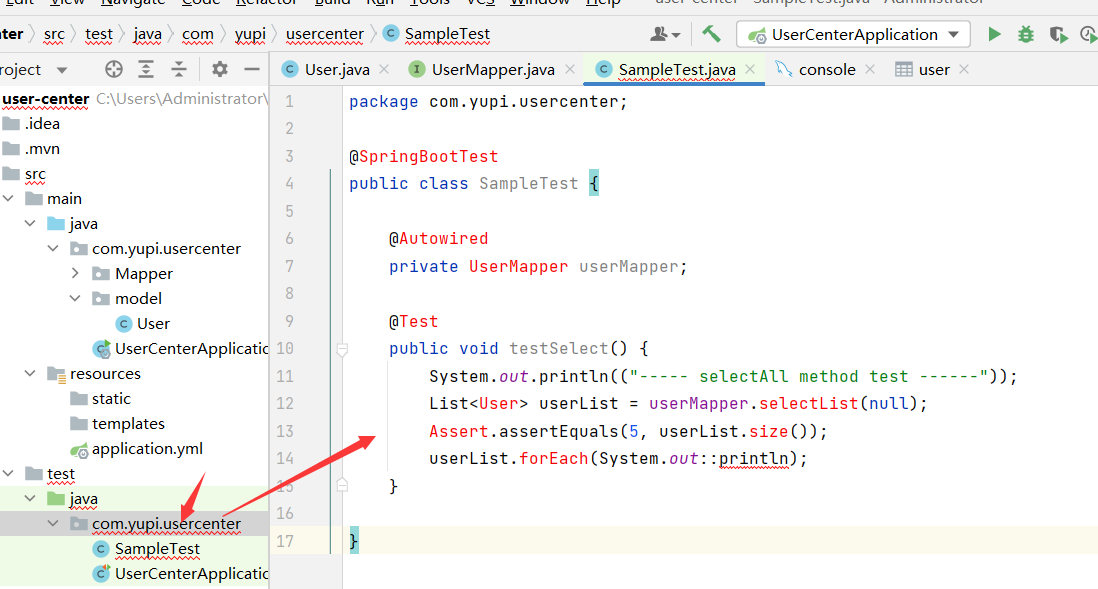 Edit View Navigate Code Refactor Build Run Tools VCS Window Help user-center - SampleTest.java - Administrator
ter 〉 src 〉 test 〉 java 〉 com 〉 yupi 〉 usercenter 〉 SampleTest
UserCenterApplication
roject
User.java UserMapper.java SampleTest.java console user
user-center C:\Users\Administrator\
.idea
.mvn
src
main
java
com.yupi.usercenter
Mapper
model
User
UserCenterApplicatic
resources
static
templates
application.yml
test
java
com.yupi.usercenter
SampleTest
UserCenterApplicatic
1 package com.yupi.usercenter;
2
3 @SpringBootTest
4 public class SampleTest {
5
6 @Autowired
7 private UserMapper userMapper;
8
9 @Test
10 public void testSelect() {
11 System.out.println(("----- selectAll method test ------"));
12 List<User> userList = userMapper.selectList(null);
13 Assert.assertEquals(5, userList.size());
14 userList.forEach(System.out::println);
15 }
16
17 }